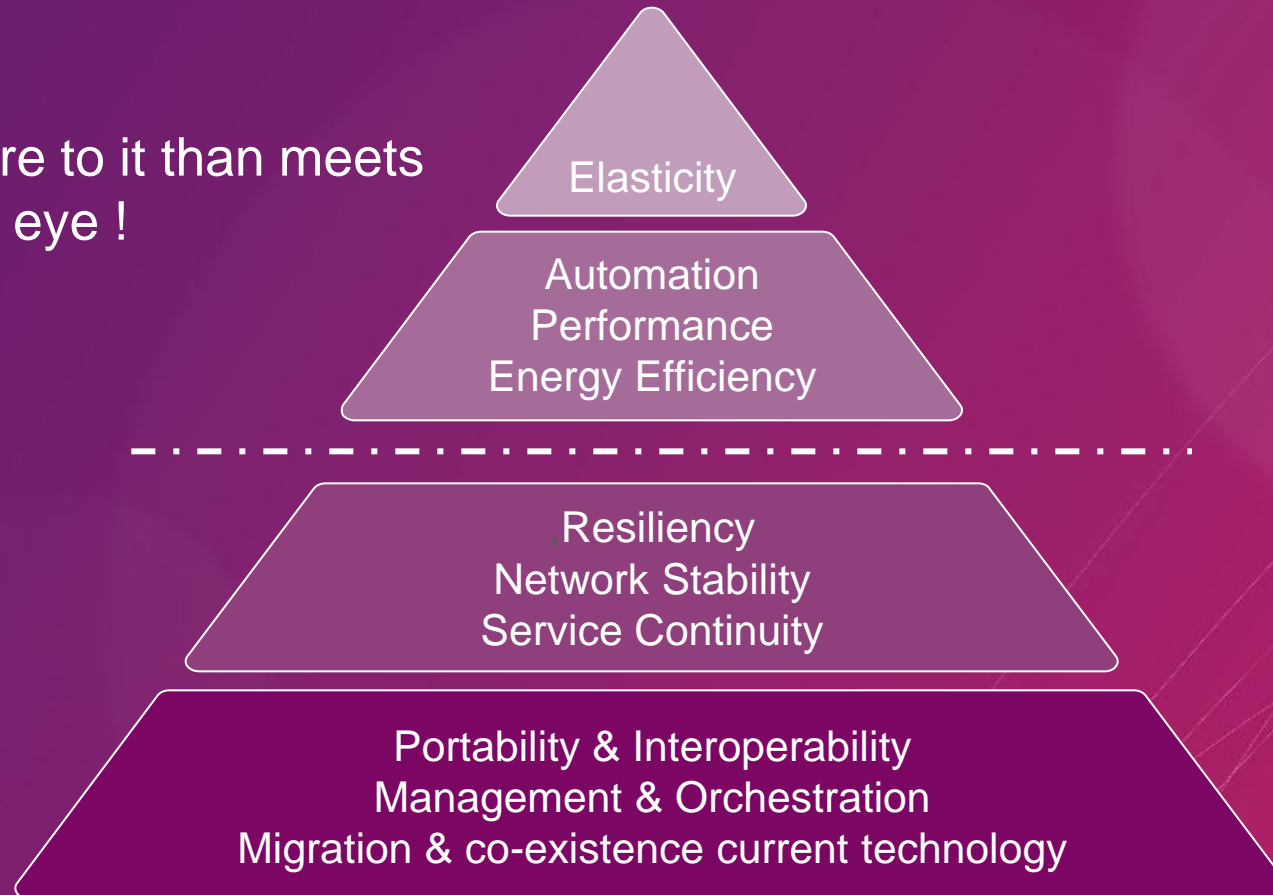 re to it than meets
eye !
Elasticity
Automation
Performance
Energy Efficiency
,Resiliency
Network Stability
Service Continuity
Portability & Interoperability
Management & Orchestration
Migration & co-existence current technology